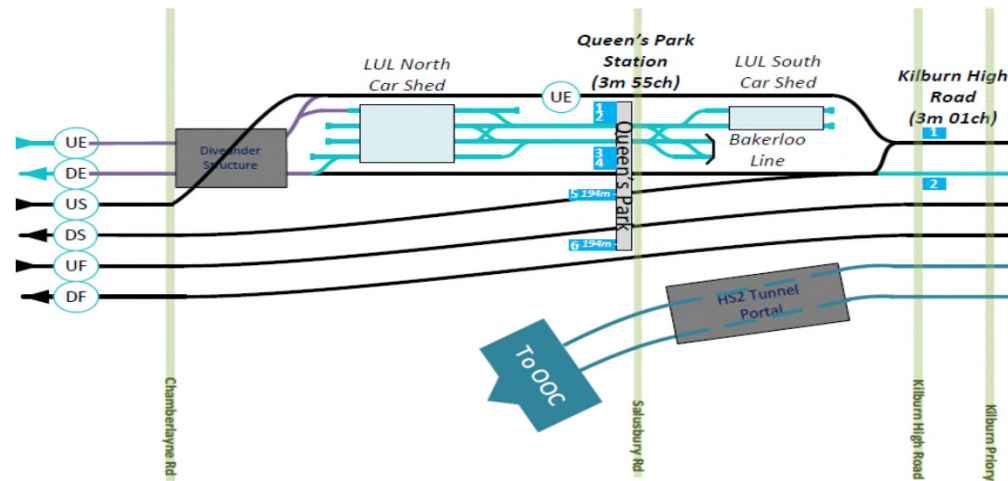 Queen's Park
Station
(3m 55ch)
LUL North
Car Shed
LUL South
Car Shed
Kilburn High
Road
(3m 01ch)
UE
1
2
Queen's Park
Bakerloo
Line
1
UE
Diveunder
Structure
3
4
DE
2
5 194m
US
DS
6 194m
UF
DF
HS2 Tunnel
Portal
To OOC
Chamberlayne Rd
Salusbury Rd
Kilburn High Road
Kilburn Priory